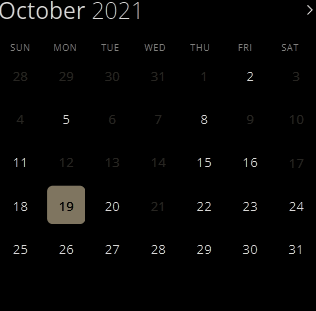 October 2021
SUN MON TUE WED THU FRI SAT
28 29 30 31 1 2 3
4 5 6 7 8 9 10
11 12 13 14 15 16 17
18 19 20 21 22 23 24
25 26 27 28 29 30 31